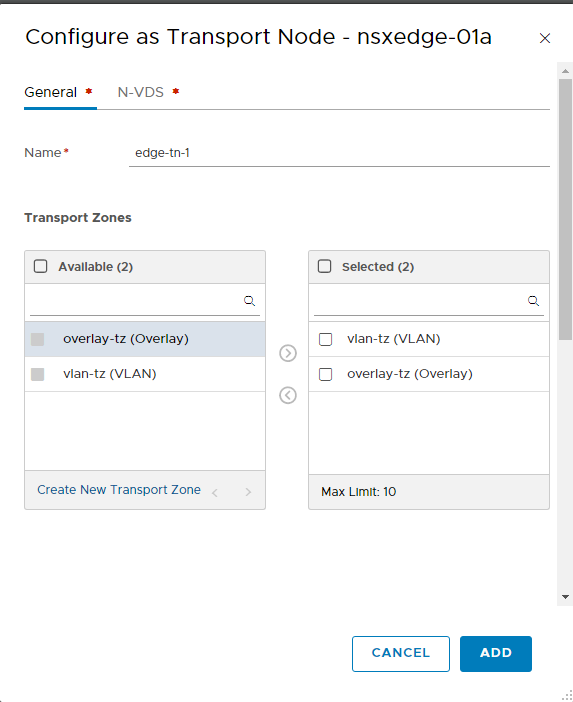 Configure as Transport Node - nsxedge-01a
General * N-VDS *
Name* edge-tn-1
Transport Zones
Available (2) Selected (2)
overlay-tz (Overlay) vlan-tz (VLAN)
vlan-tz (VLAN) overlay-tz (Overlay)
Create New Transport Zone Max Limit: 10
CANCEL ADD